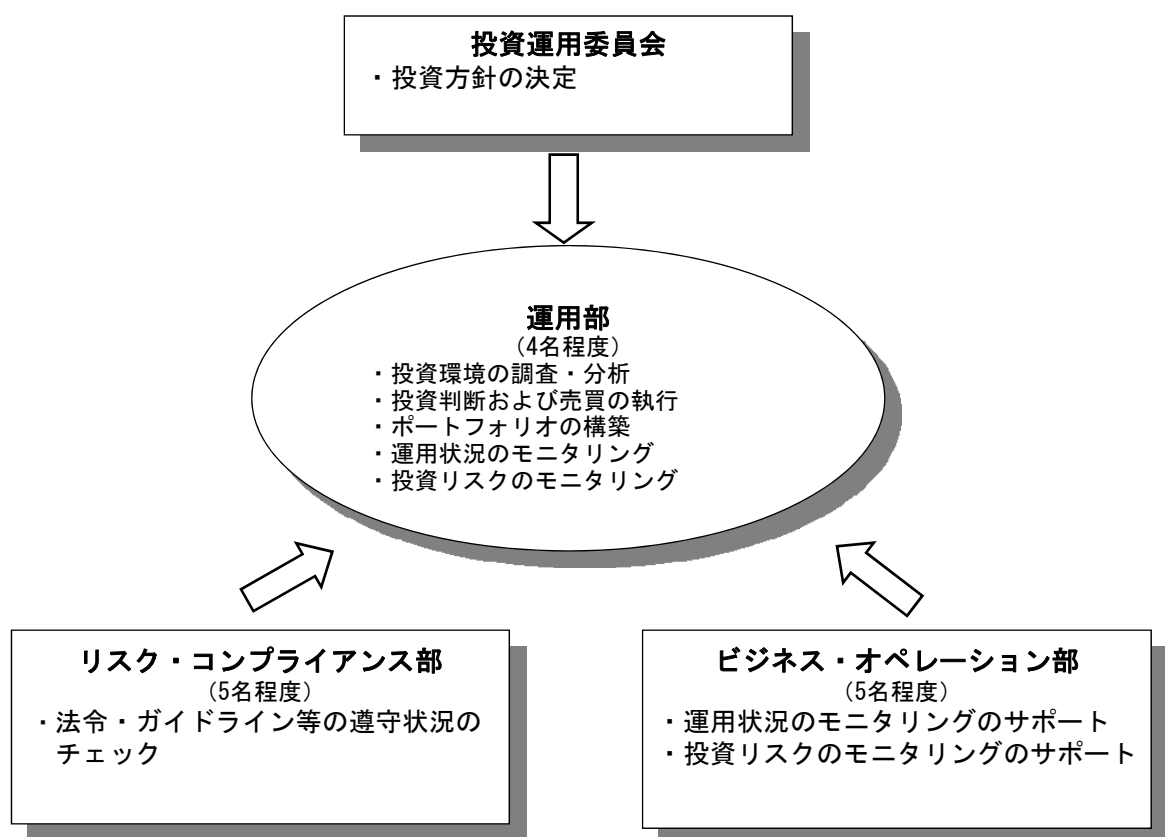 投資運用委員会
・投資方針の決定
運用部
（4名程度）
・投資環境の調査・分析
・投資判断および売買の執行
・ポートフォリオの構築
・運用状況のモニタリング
・投資リスクのモニタリング
リスク・コンプライアンス部
（5名程度）
・法令・ガイドライン等の遵守状況の
チェック
ビジネス・オペレーション部
（5名程度）
・運用状況のモニタリングのサポート
・投資リスクのモニタリングのサポート